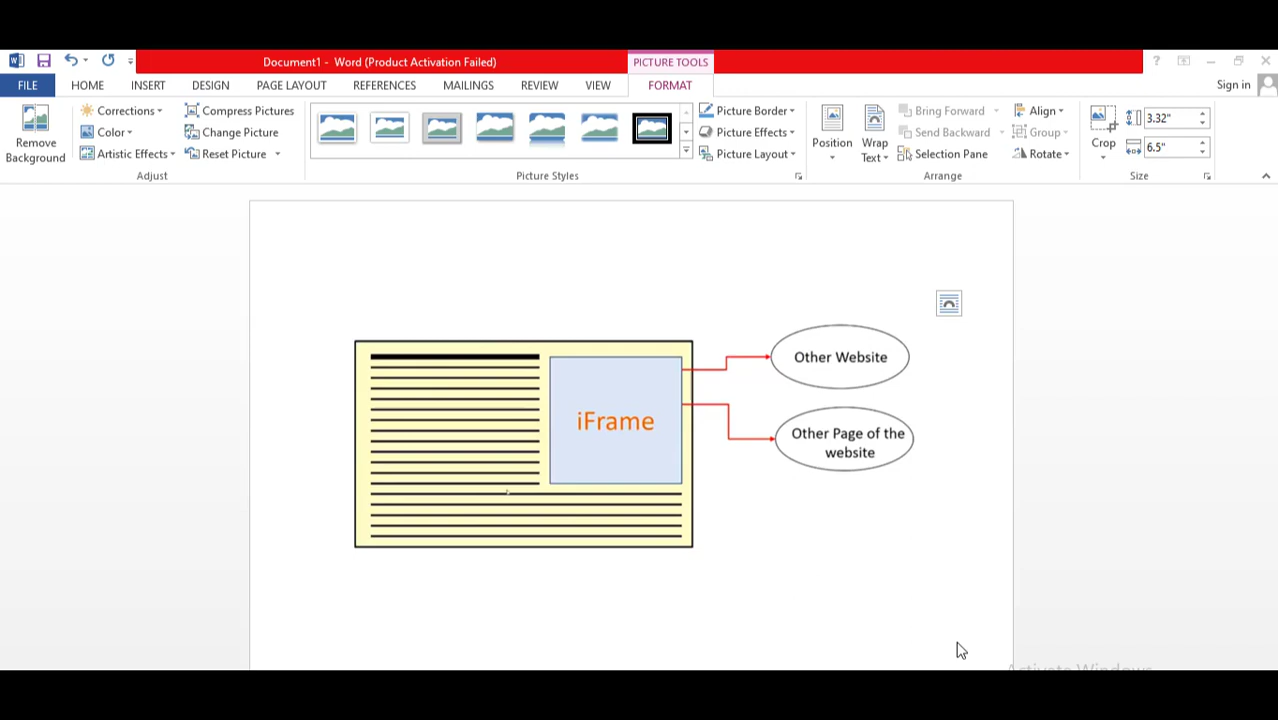 Document1 - Word (Product Activation Failed)
PICTURE TOOLS
?
FILE
HOME
INSERT
DESIGN
PAGE LAYOUT
REFERENCES
MAILINGS
REVIEW
VIEW
FORMAT
Sign in
Remove
Background
Corrections
Color
Artistic Effects
Compress Pictures
Change Picture
Reset Picture
Adjust
Picture Styles
Picture Border
Picture Effects
Picture Layout
Position
Wrap
Text
Bring Forward
Send Backward
Selection Pane
Align
Group
Rotate
Arrange
Crop
3.32"
6.5"
Size
iFrame
Other Website
Other Page of the
website
Activate Windows